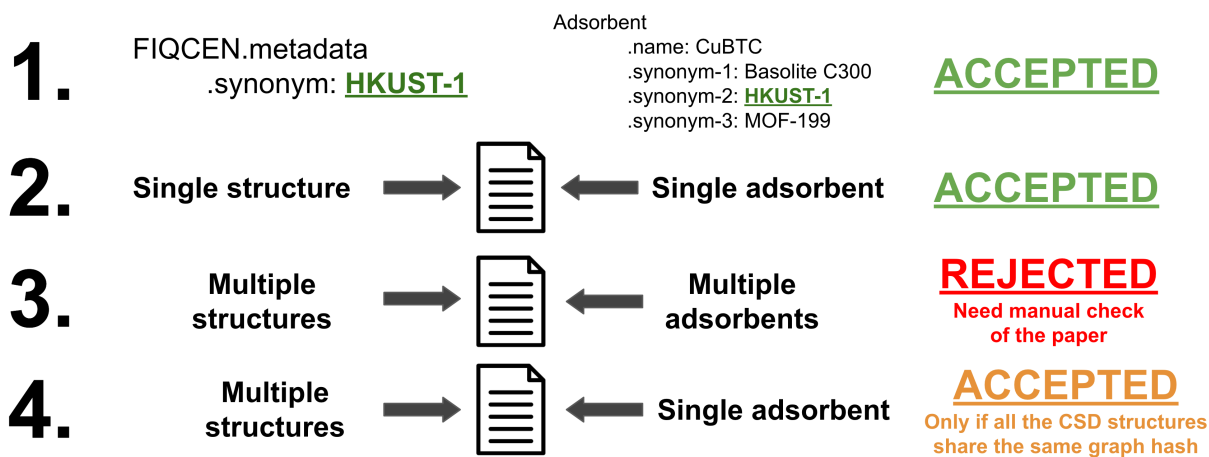 1.
FIQCEN.metadata
.synonym: HKUST-1
Adsorbent
.name: CuBTC
.synonym-1: Basolite C300
.synonym-2: HKUST-1
.synonym-3: MOF-199
ACCEPTED
2.
Single structure
Single adsorbent
ACCEPTED
3.
Multiple
structures
Multiple
adsorbents
REJECTED
Need manual check
of the paper
4.
Multiple
structures
Single adsorbent
ACCEPTED
Only if all the CSD structures
share the same graph hash